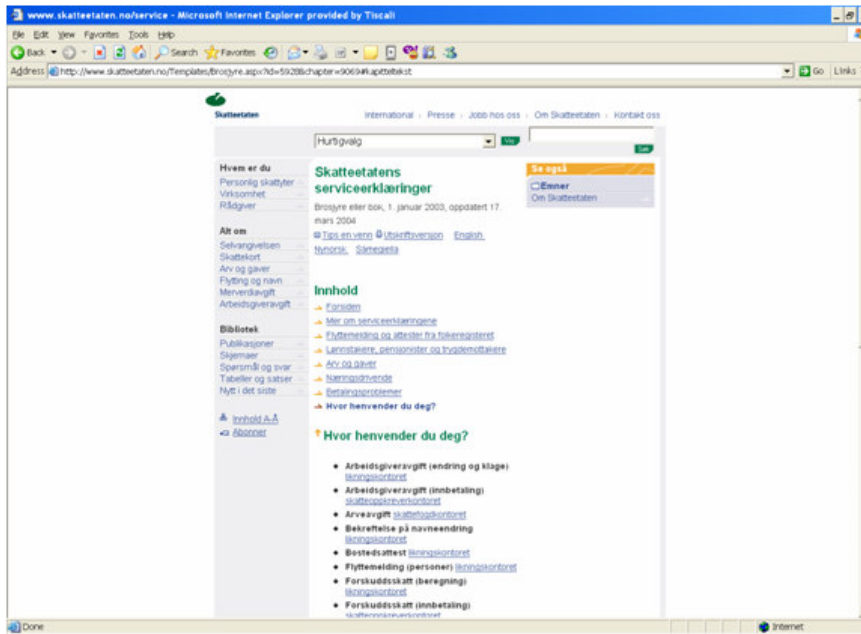 www.skatteetaten.no/service - Microsoft Internet Explorer provided by Tiscali
File Edit View Favorites Tools Help
Back Search Favorites
Address http://www.skatteetaten.no/Templates/Brosjyre.aspx?id=5928&chapter=9069#kapitteltekst Go Links
Skatteetaten
International Presse Jobb hos oss Om Skatteetaten Kontakt oss
Hurtigvalg Vis
Søk
Hvem er du
Personlig skattyter
Virksomhet
Rådgiver
Alt om
Selvangivelsen
Skattekort
Arv og gaver
Flytting og navn
Merverdiavgift
Arbeidsgiveravgift
Bibliotek
Publikasjoner
Skjemaer
Spørsmål og svar
Tabeller og satser
Nytt i det siste
Innhold A-Å
Abonner
Skatteetatens
serviceerklæringer
Brosjyre eller bok, 1. januar 2003, oppdatert 17.
mars 2004
Tips en venn Utskriftsversjon English
Nynorsk Sámegiella
Innhold
Forsiden
Mer om serviceerklæringene
Flyttemelding og attester fra folkeregisteret
Lønnstakere, pensjonister og trygdemottakere
Arv og gaver
Næringsdrivende
Betalingsproblemer
Hvor henvender du deg?
Hvor henvender du deg?
Arbeidsgiveravgift (endring og klage)
likningskontoret
Arbeidsgiveravgift (innbetaling)
skatteoppkreverkontoret
Arveavgift skattefogdkontoret
Bekreftelse på navneendring
likningskontoret
Bostedsattest likningskontoret
Flyttemelding (personer) likningskontoret
Forskuddsskatt (beregning)
likningskontoret
Forskuddsskatt (innbetaling)
skatteoppkreverkontoret
Se også
Emner
Om Skatteetaten
Done Internet